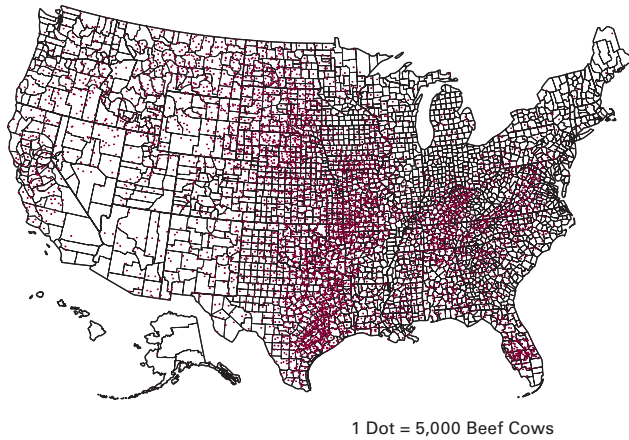 1 Dot = 5,000 Beef Cows